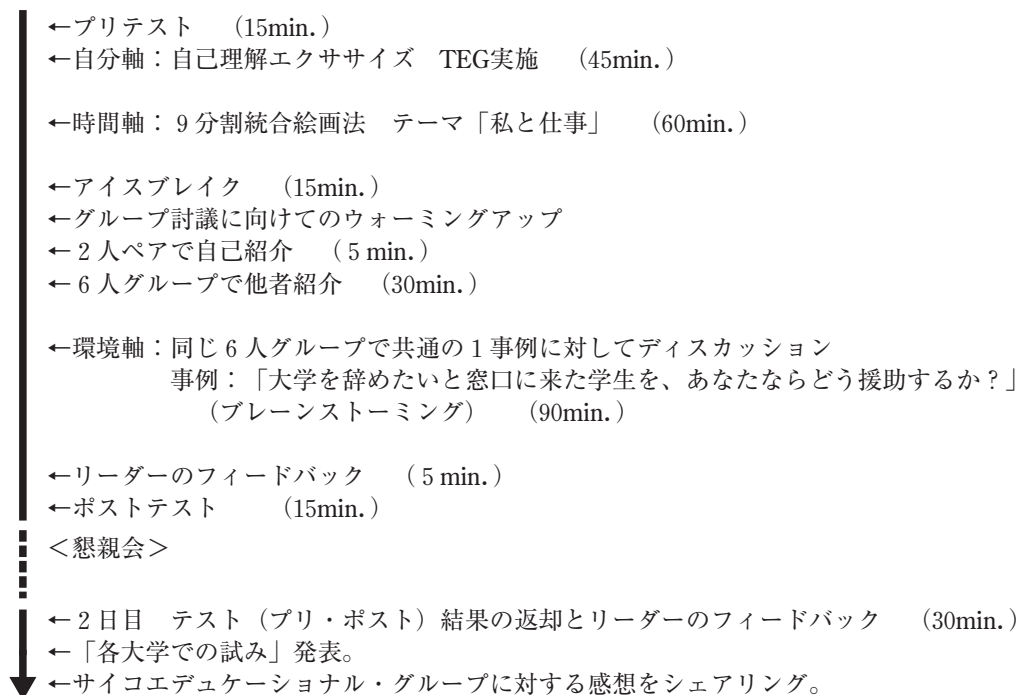 ←プリテスト （15min.）
←自分軸：自己理解エクササイズ TEG実施 （45min.）
←時間軸：９分割統合絵画法 テーマ「私と仕事」 （60min.）
←アイスブレイク （15min.）
←グループ討議に向けてのウォーミングアップ
←２人ペアで自己紹介 （５min.）
←６人グループで他者紹介 （30min.）
←環境軸：同じ６人グループで共通の１事例に対してディスカッション
事例：「大学を辞めたいと窓口に来た学生を、あなたならどう援助するか？」
（ブレーンストーミング） （90min.）
←リーダーのフィードバック （５min.）
←ポストテスト （15min.）
＜懇親会＞
←２日目 テスト（プリ・ポスト）結果の返却とリーダーのフィードバック （30min.）
←「各大学での試み」発表。
←サイコエデュケーショナル・グループに対する感想をシェアリング。